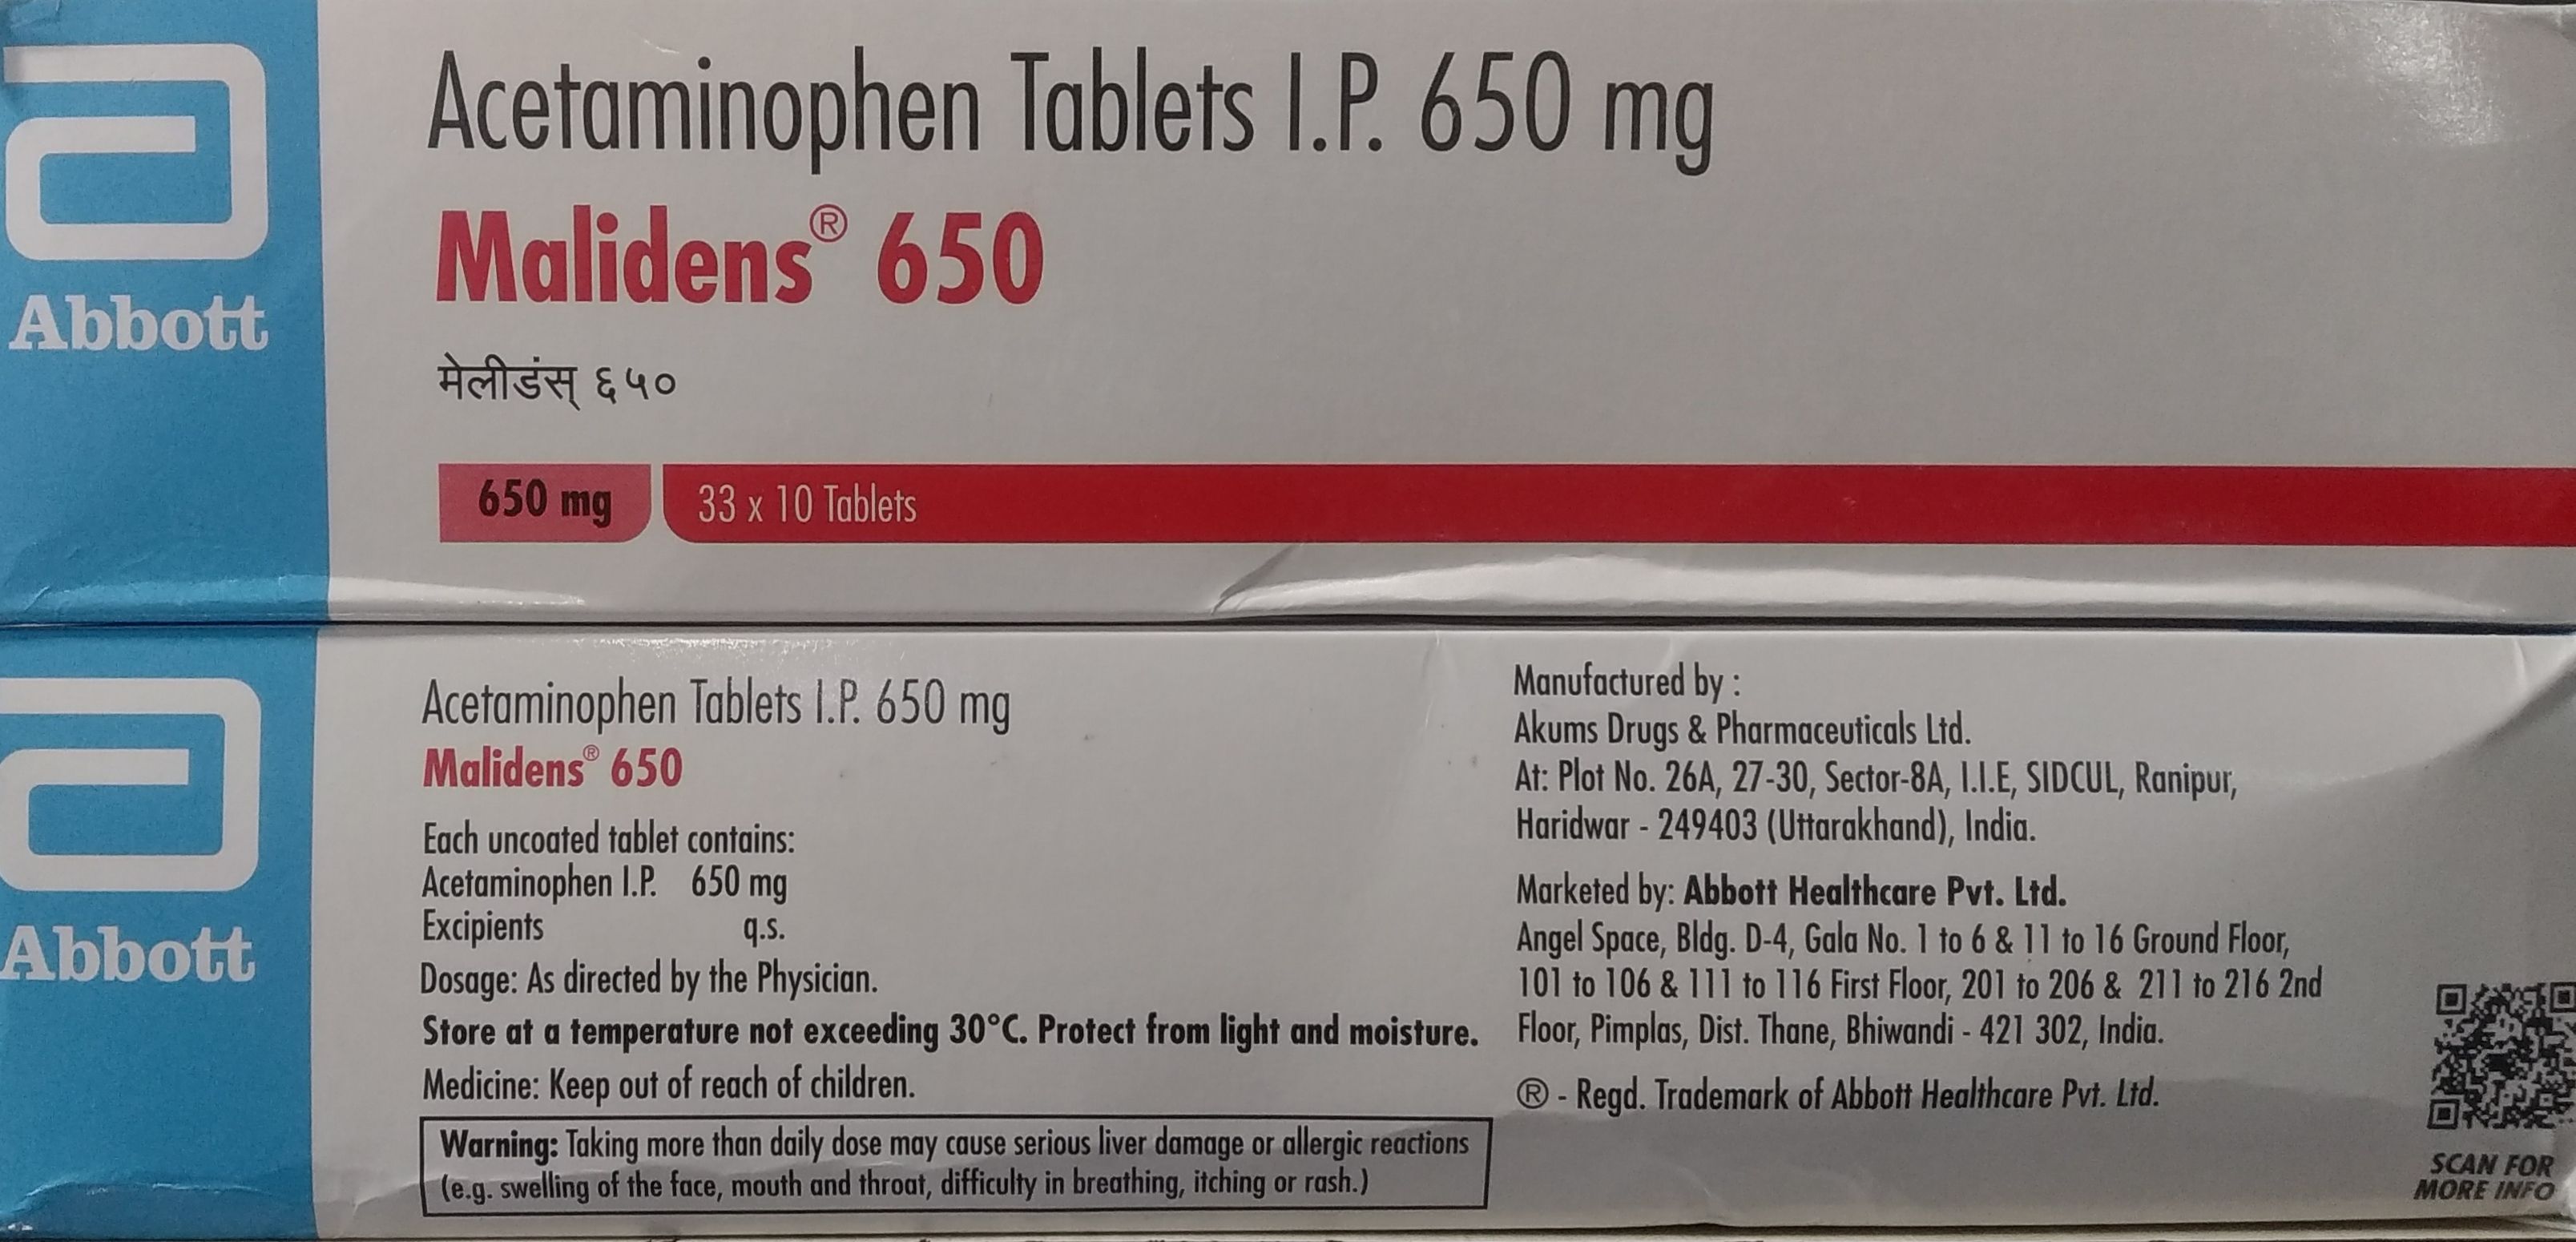 Abbott
Acetaminophen Tablets I.P. 650 mg
Malidens® 650
मेलीडंस् ६५०
650 mg
33 x 10 Tablets
Abbott
Acetaminophen Tablets I.P. 650 mg
Malidens® 650
Each uncoated tablet contains:
Acetaminophen I.P. 650 mg
Excipients q.s.
Dosage: As directed by the Physician.
Store at a temperature not exceeding 30°C. Protect from light and moisture.
Medicine: Keep out of reach of children.
Warning: Taking more than daily dose may cause serious liver damage or allergic reactions
(e.g. swelling of the face, mouth and throat, difficulty in breathing, itching or rash.)
Manufactured by :
Akums Drugs & Pharmaceuticals Ltd.
At: Plot No. 26A, 27-30, Sector-8A, I.I.E, SIDCUL, Ranipur,
Haridwar - 249403 (Uttarakhand), India.
Marketed by: Abbott Healthcare Pvt. Ltd.
Angel Space, Bldg. D-4, Gala No. 1 to 6 & 11 to 16 Ground Floor,
101 to 106 & 111 to 116 First Floor, 201 to 206 & 211 to 216 2nd
Floor, Pimplas, Dist. Thane, Bhiwandi - 421 302, India.
® - Regd. Trademark of Abbott Healthcare Pvt. Ltd.
SCAN FOR
MORE INFO